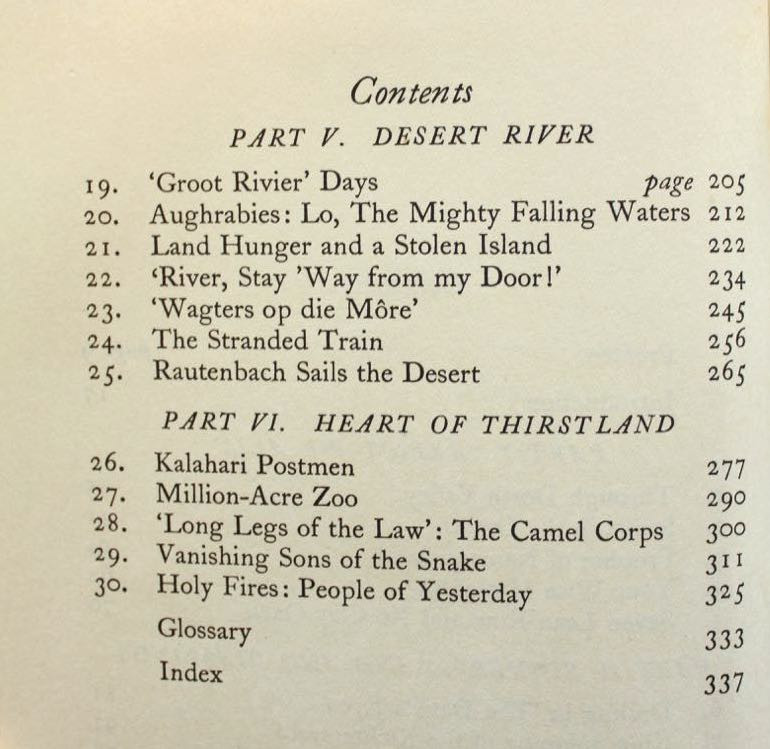 Contents
PART V. DESERT RIVER
19. ‘Groot Rivier’ Days page 205
20. Aughrabies: Lo, The Mighty Falling Waters 212
21. Land Hunger and a Stolen Island 222
22. ‘River, Stay ’Way from my Door!’ 234
23. ‘Wagters op die Môre’ 245
24. The Stranded Train 256
25. Rautenbach Sails the Desert 265
PART VI. HEART OF THIRSTLAND
26. Kalahari Postmen 277
27. Million-Acre Zoo 290
28. ‘Long Legs of the Law’: The Camel Corps 300
29. Vanishing Sons of the Snake 311
30. Holy Fires: People of Yesterday 325
Glossary 333
Index 337